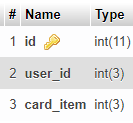 # Name Type
1 id int(11)
2 user_id int(3)
3 card_item int(3)